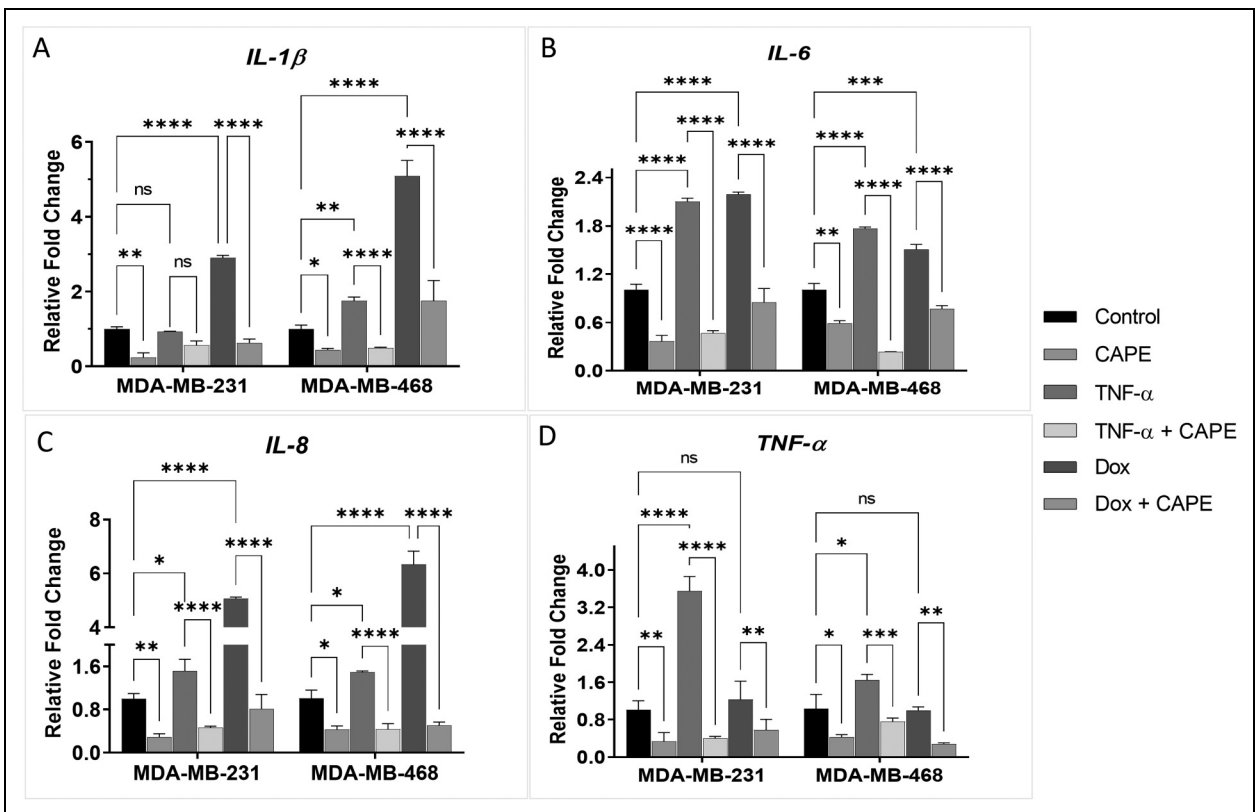 A
IL-1β
****
**** ****
****
ns
**
** ns
* ****
Relative Fold Change
6
4
2
0
MDA-MB-231 MDA-MB-468
B
IL-6
**** ***
****
**** ****
**** ****
**** **
Relative Fold Change
2.4
1.8
1.2
0.6
0.0
MDA-MB-231 MDA-MB-468
Control
CAPE
TNF-α
TNF-α + CAPE
Dox
Dox + CAPE
C
IL-8
****
**** ****
* ****
****
*
** * ****
Relative Fold Change
8
6
4
1.6
0.8
0.0
MDA-MB-231 MDA-MB-468
D
TNF-α
ns
ns
****
**** *
** ** * *** **
Relative Fold Change
4.0
3.2
2.4
1.6
0.8
0.0
MDA-MB-231 MDA-MB-468